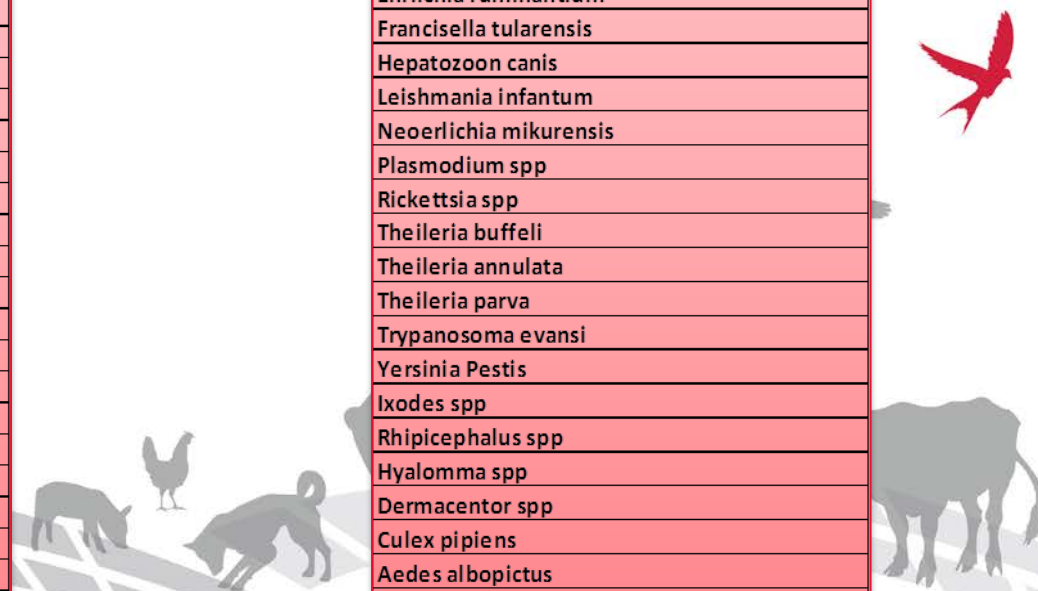 Francisella tularensis
Hepatozoon canis
Leishmania infantum
Neoerlichia mikurensis
Plasmodium spp
Rickettsia spp
Theileria buffeli
Theileria annulata
Theileria parva
Trypanosoma evansi
Yersinia Pestis
Ixodes spp
Rhipicephalus spp
Hyalomma spp
Dermacentor spp
Culex pipiens
Aedes albopictus